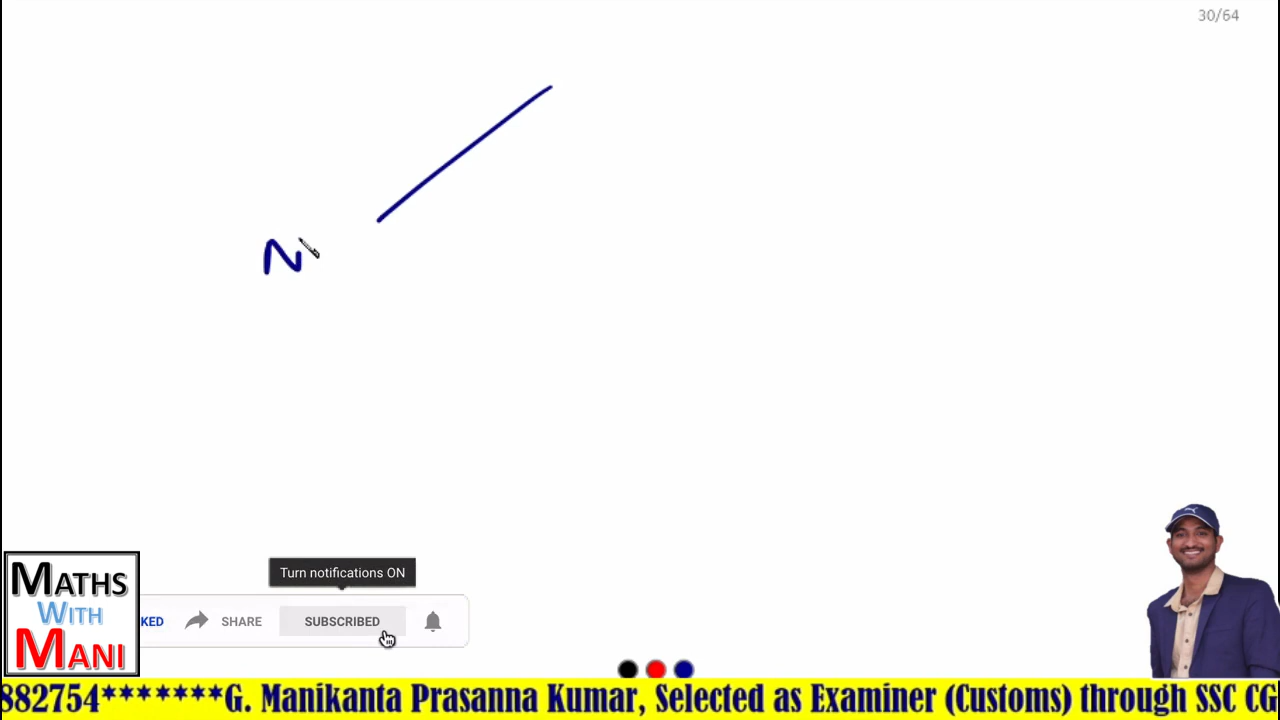 30/64
N
Turn notifications ON
KED SHARE SUBSCRIBED
MATHS
WITH
MANI
882754*******G. Manikanta Prasanna Kumar, Selected as Examiner (Customs) through SSC CG